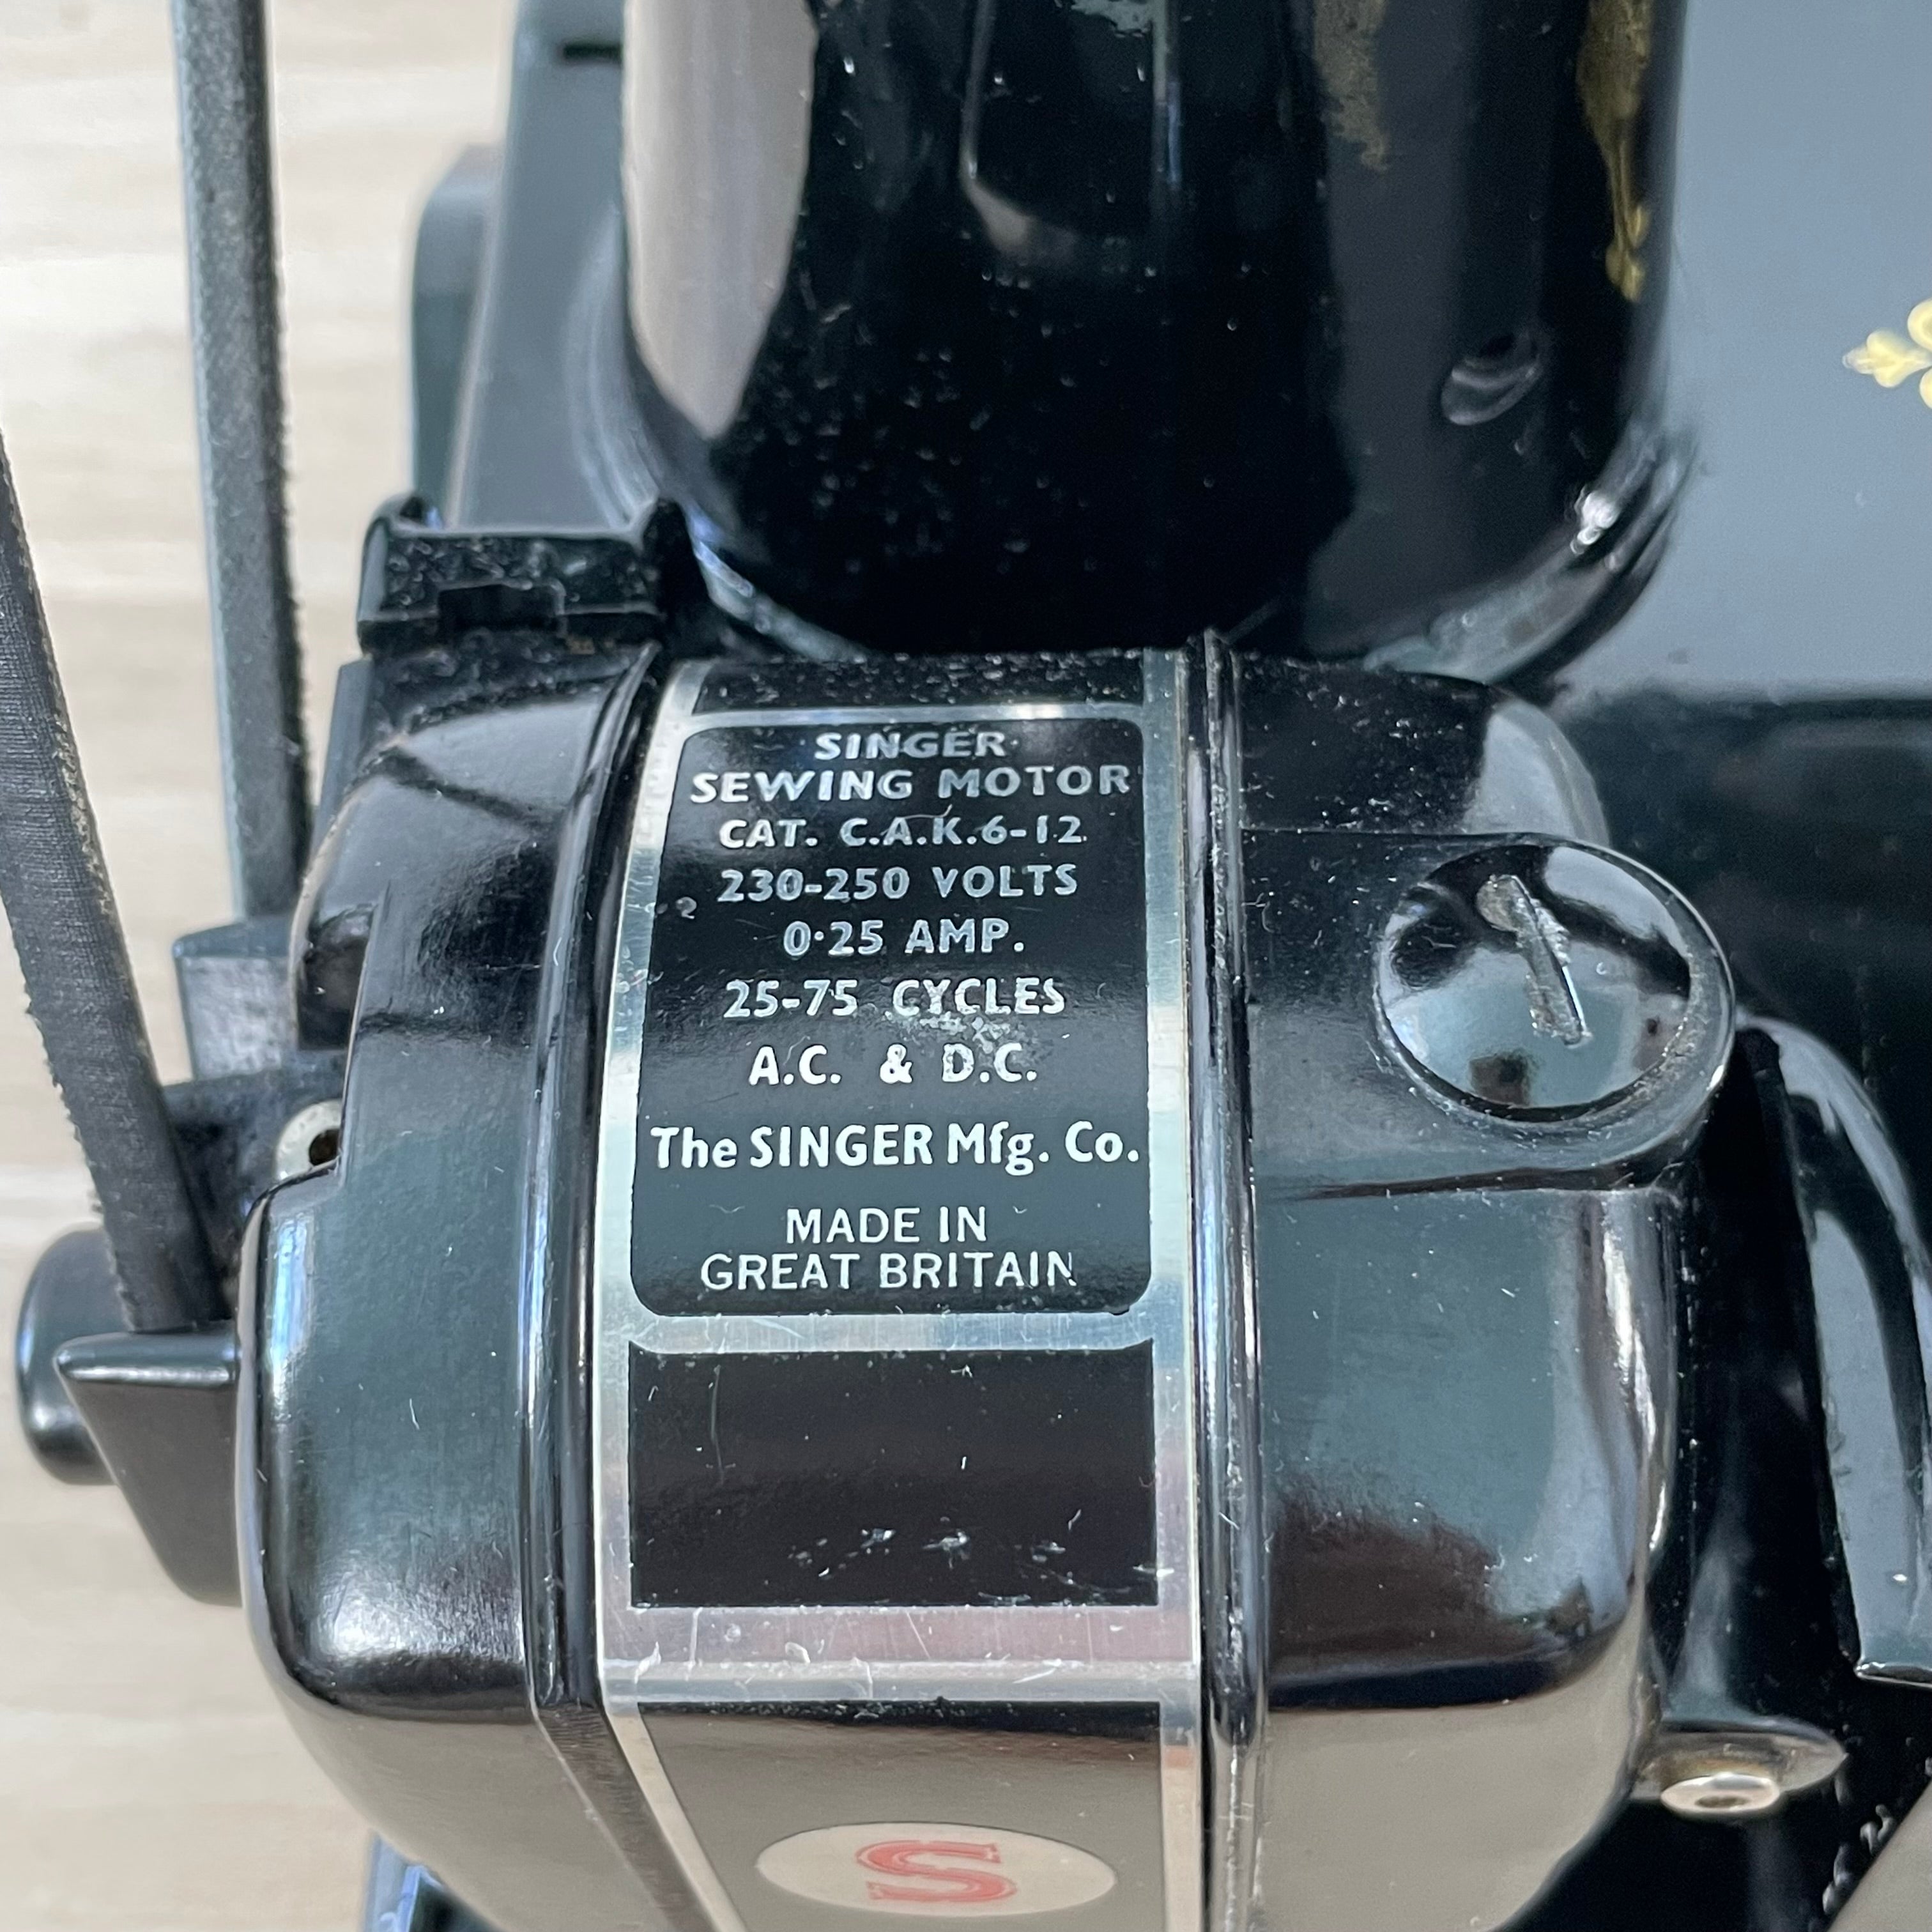 SINGER
SEWING MOTOR
CAT. C.A.K.6-12
230-250 VOLTS
0·25 AMP.
25-75 CYCLES
A.C. & D.C.
The SINGER Mfg. Co.
MADE IN
GREAT BRITAIN
S